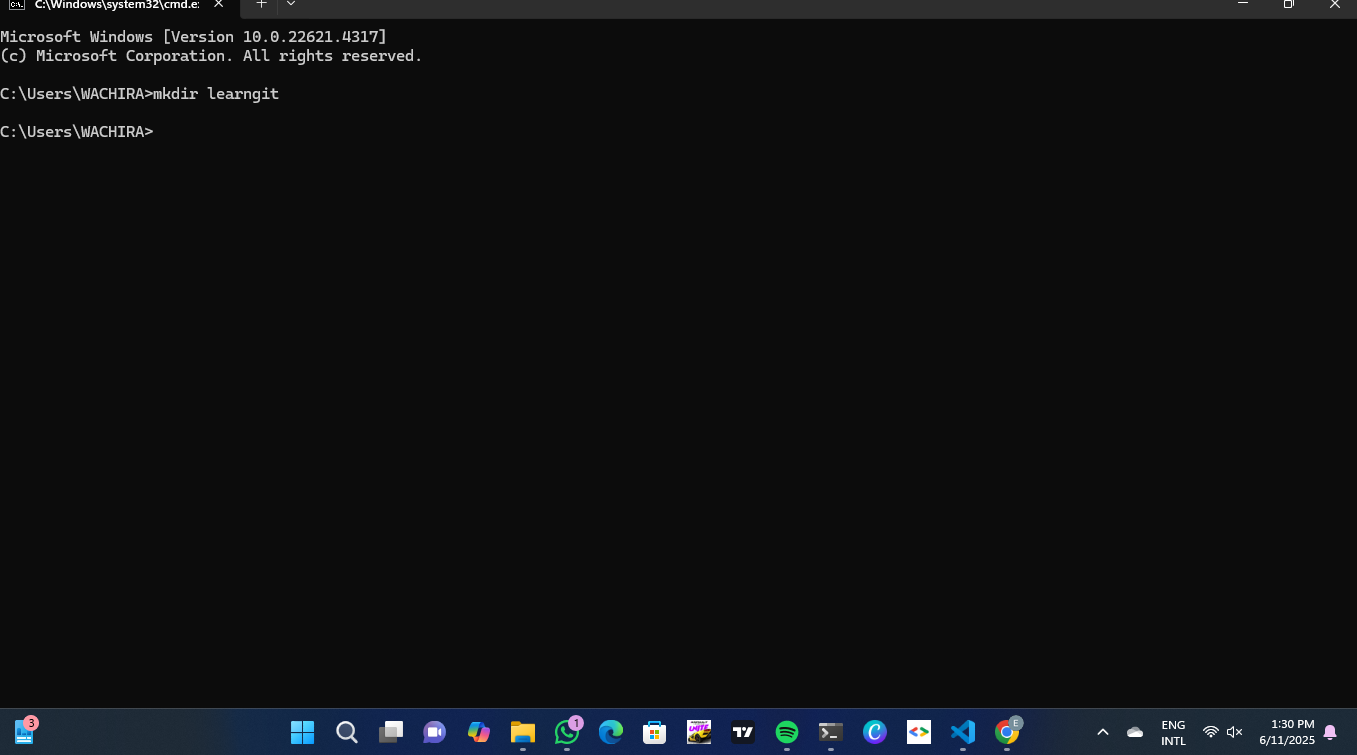 C:\Windows\system32\cmd.e
Microsoft Windows [Version 10.0.22621.4317]
(c) Microsoft Corporation. All rights reserved.
C:\Users\WACHIRA>mkdir learngit
C:\Users\WACHIRA>
3
1
E
ENG
INTL
1:30 PM
6/11/2025